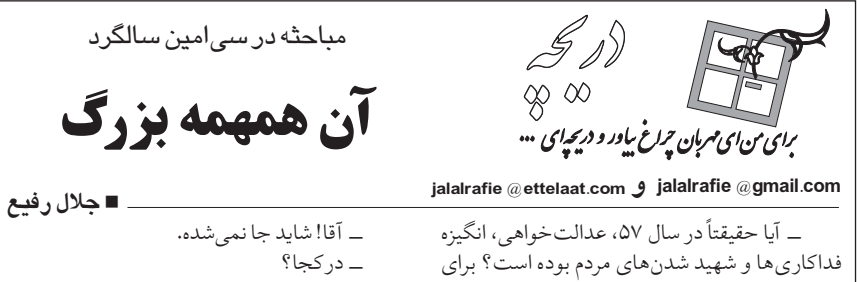 مباحثه در سی‌امین سالگرد
آن همهمه بزرگ
دریچه
برای من ای مهربان چراغ بیاور و دریچه‌ای ...
jalalrafie @ettelaat.com و jalalrafie @gmail.com
■ جلال رفیع
ــ آیا حقیقتاً در سال ۵۷، عدالت‌خواهی، انگیزه
فداکاری‌ها و شهید شدن‌های مردم بوده است؟ برای
ــ آقا! شاید جا نمی‌شده.
ــ در کجا؟